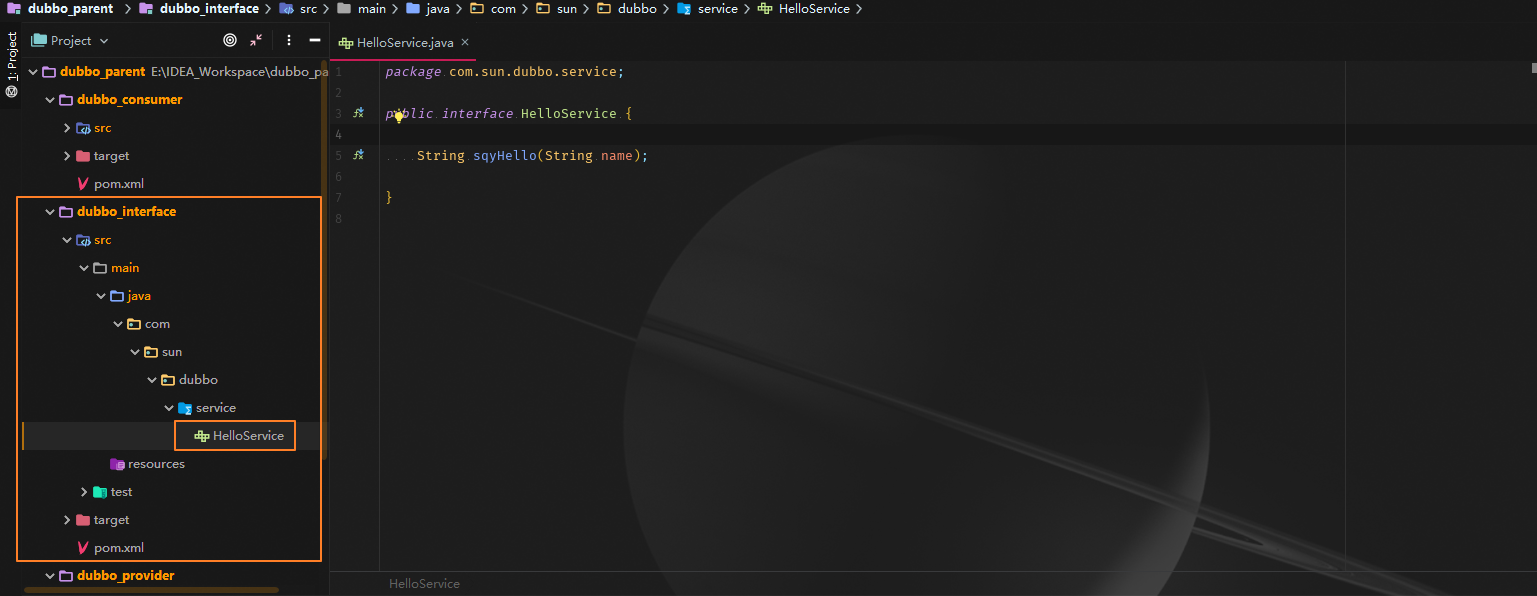 dubbo_parent dubbo_interface src main java com sun dubbo service HelloService
1: Project
Project
dubbo_parent E:\IDEA_Workspace\dubbo_pa
dubbo_consumer
src
target
pom.xml
dubbo_interface
src
main
java
com
sun
dubbo
service
HelloService
resources
test
target
pom.xml
dubbo_provider
HelloService.java
1 package com.sun.dubbo.service;
2
3 public interface HelloService {
4
5 String sqyHello(String name);
6
7 }
8
HelloService